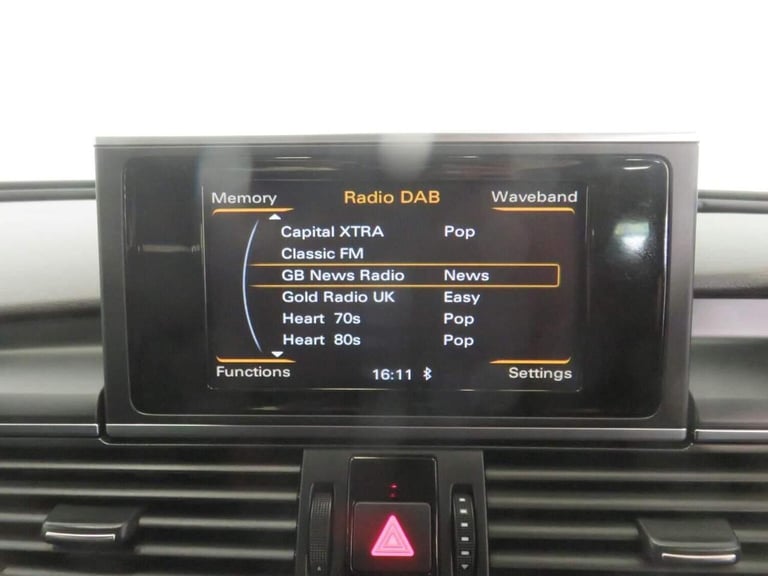 Memory Radio DAB Waveband
Capital XTRA Pop
Classic FM
GB News Radio News
Gold Radio UK Easy
Heart 70s Pop
Heart 80s Pop
Functions 16:11 Settings